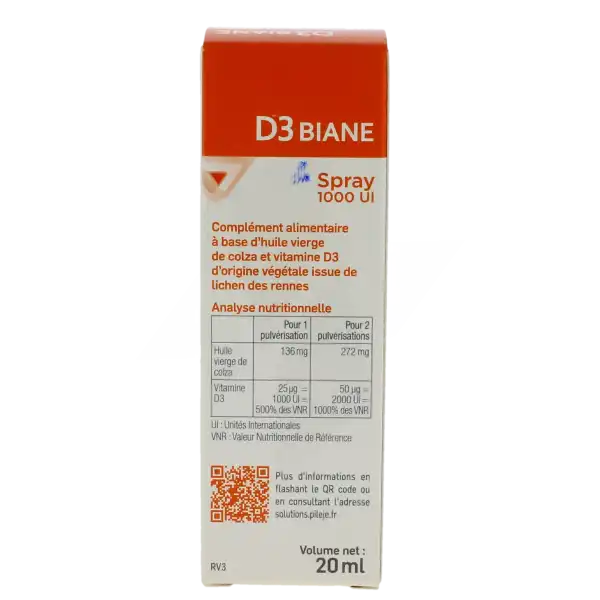 D3 BIANE
D3 BIANE
Spray
1000 UI
Complément alimentaire
à base d'huile vierge
de colza et vitamine D3
d'origine végétale issue de
lichen des rennes
Analyse nutritionnelle
Pour 1 pulvérisation Pour 2 pulvérisations
Huile vierge de colza 136 mg 272 mg
Vitamine D3 25 µg = 1000 UI = 500% des VNR 50 µg = 2000 UI = 1000% des VNR
UI : Unités Internationales
VNR : Valeur Nutritionnelle de Référence
Plus d'informations en
flashant le QR code ou
en consultant l'adresse
solutions.pileje.fr
Volume net :
RV3 20 ml